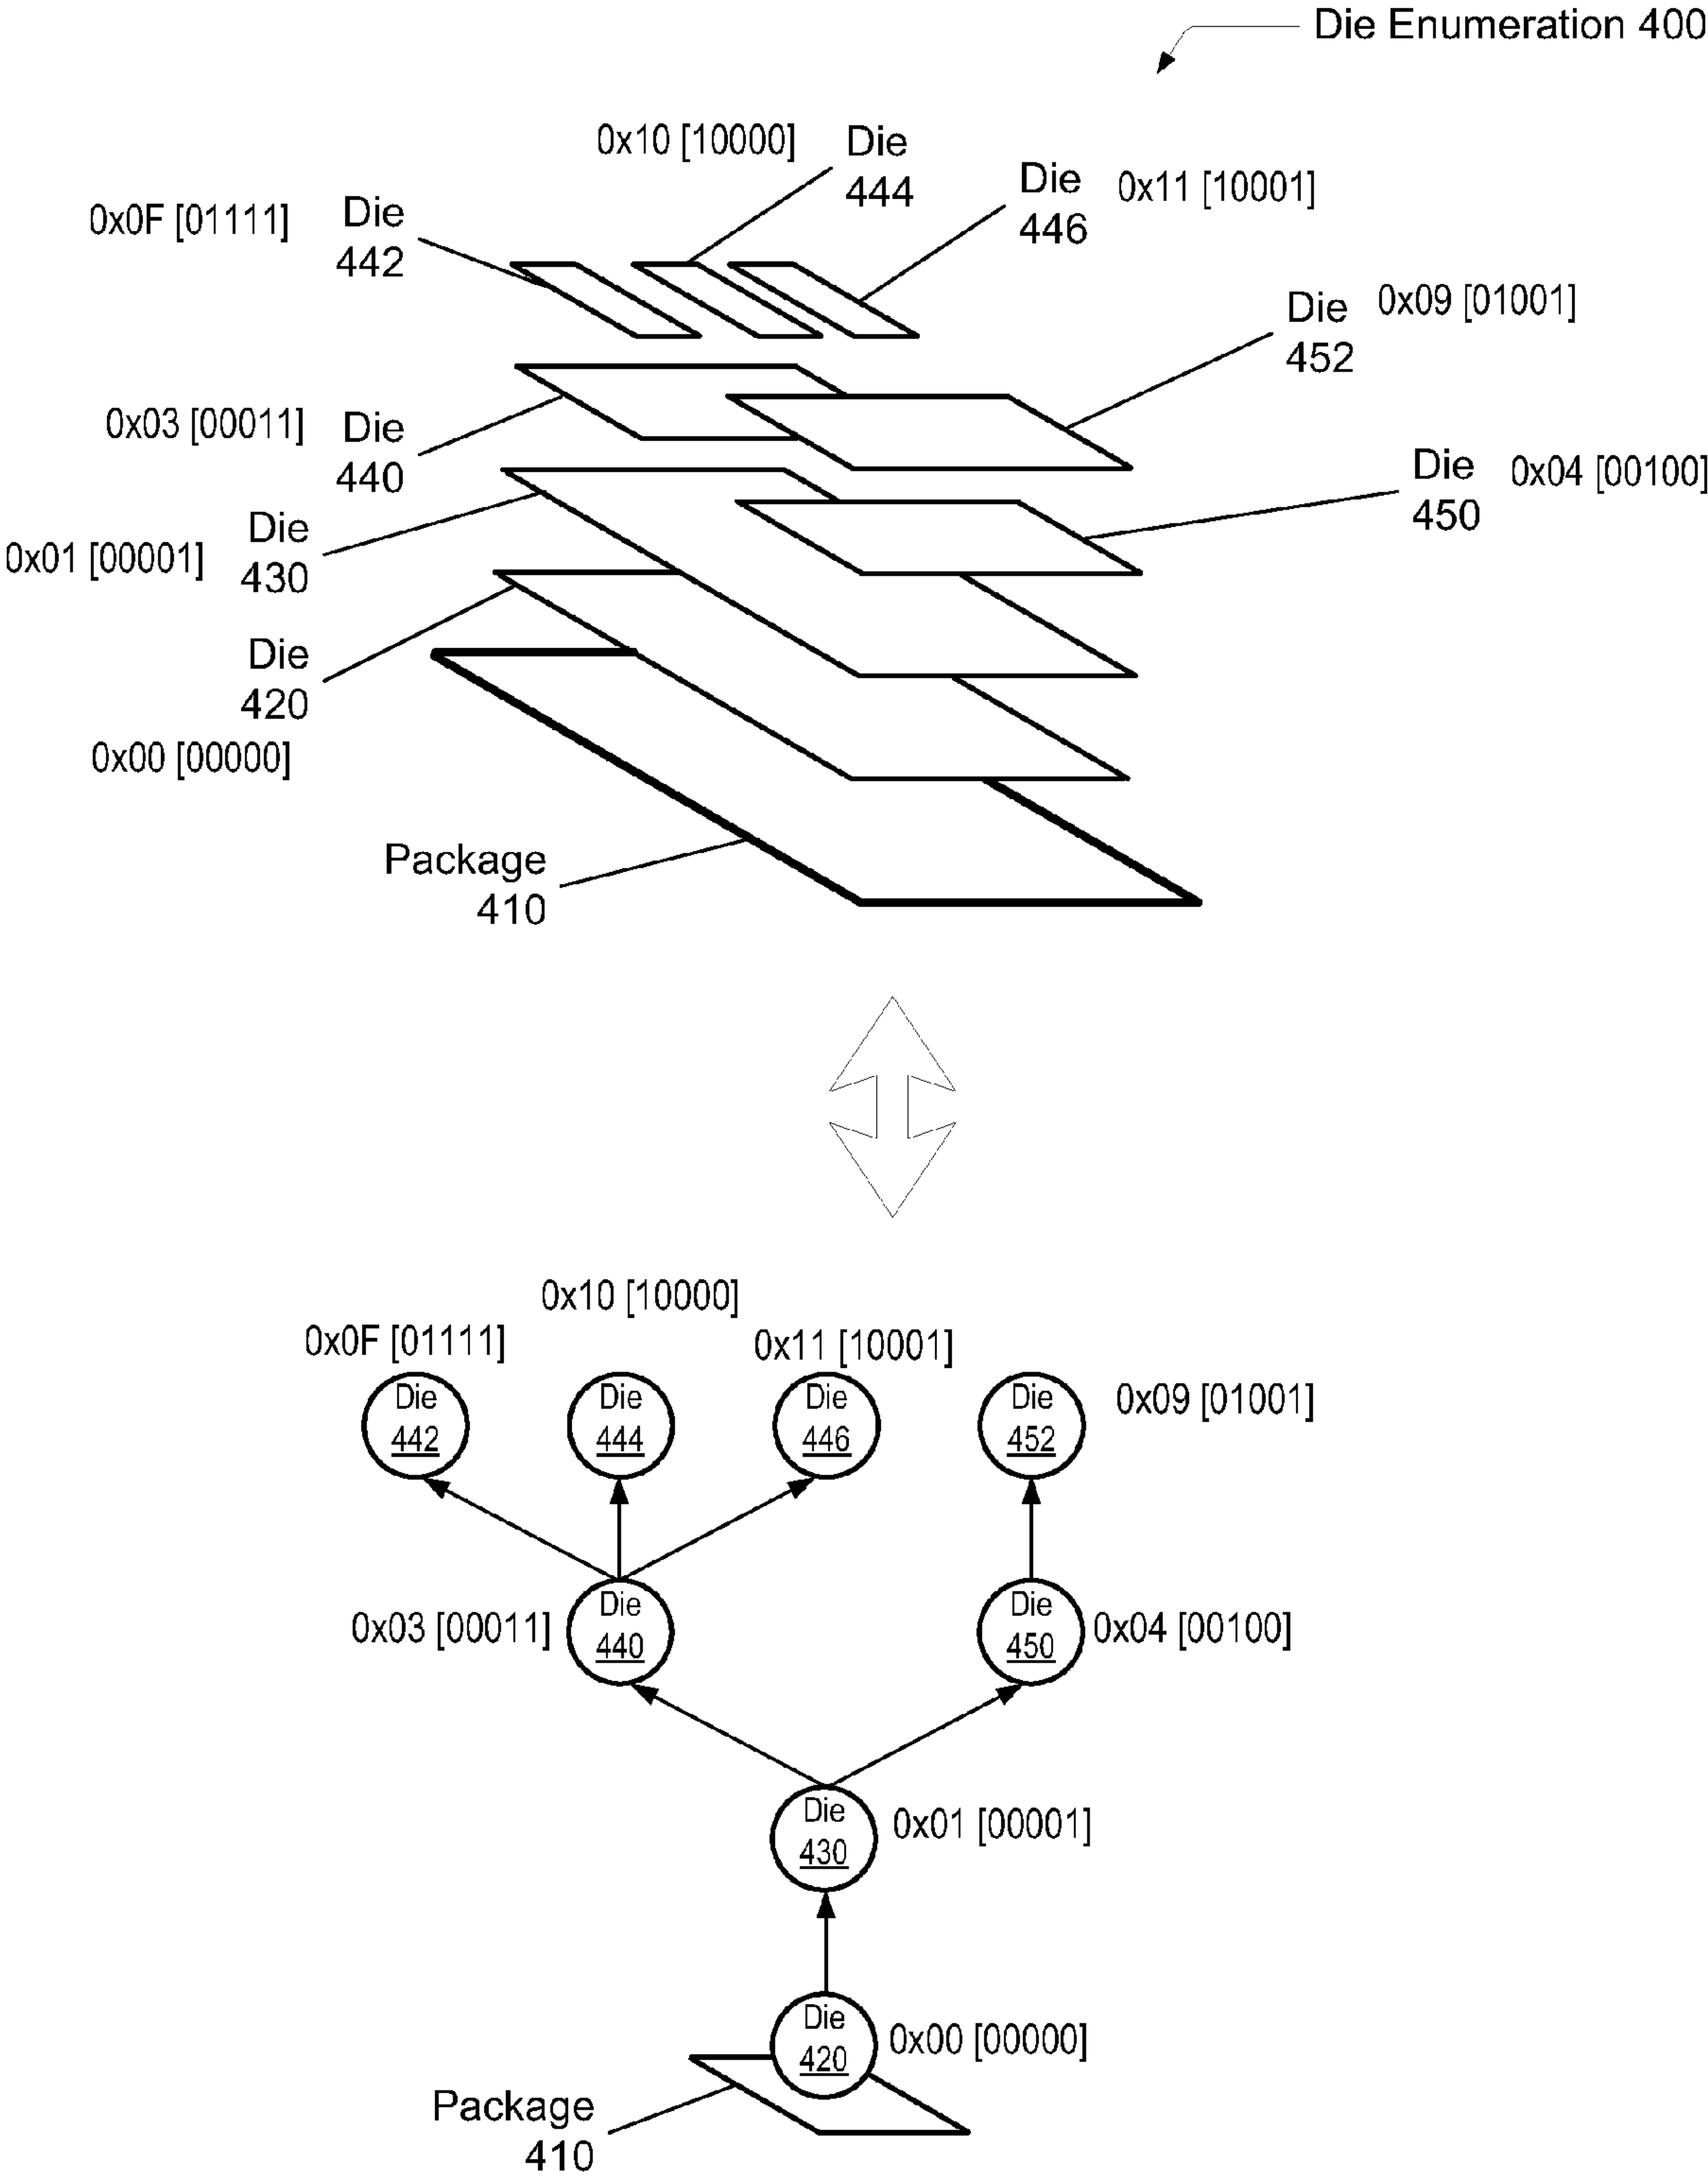 Die Enumeration 400
0x10 [10000]
Die
444
Die
446
0x11 [10001]
0x0F [01111]
Die
442
Die
452
0x09 [01001]
0x03 [00011]
Die
440
Die
450
0x04 [00100]
0x01 [00001]
Die
430
Die
420
0x00 [00000]
Package
410
0x10 [10000]
0x0F [01111]
0x11 [10001]
Die
442
Die
444
Die
446
Die
452
0x09 [01001]
0x03 [00011]
Die
440
Die
450
0x04 [00100]
Die
430
0x01 [00001]
Die
420
0x00 [00000]
Package
410